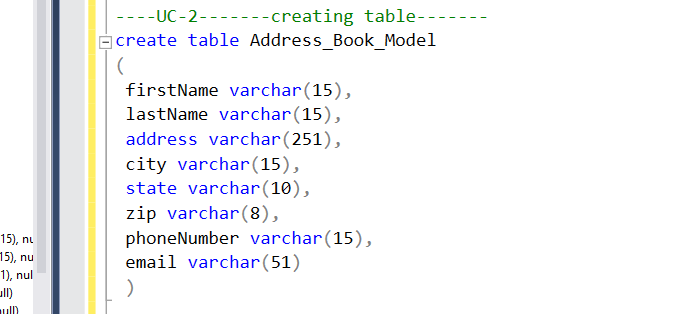 ----UC-2-------creating table-------
create table Address_Book_Model
(
firstName varchar(15),
lastName varchar(15),
address varchar(251),
city varchar(15),
state varchar(10),
zip varchar(8),
phoneNumber varchar(15),
email varchar(51)
)
15), nu
15), nu
1), nul
ull)
null)